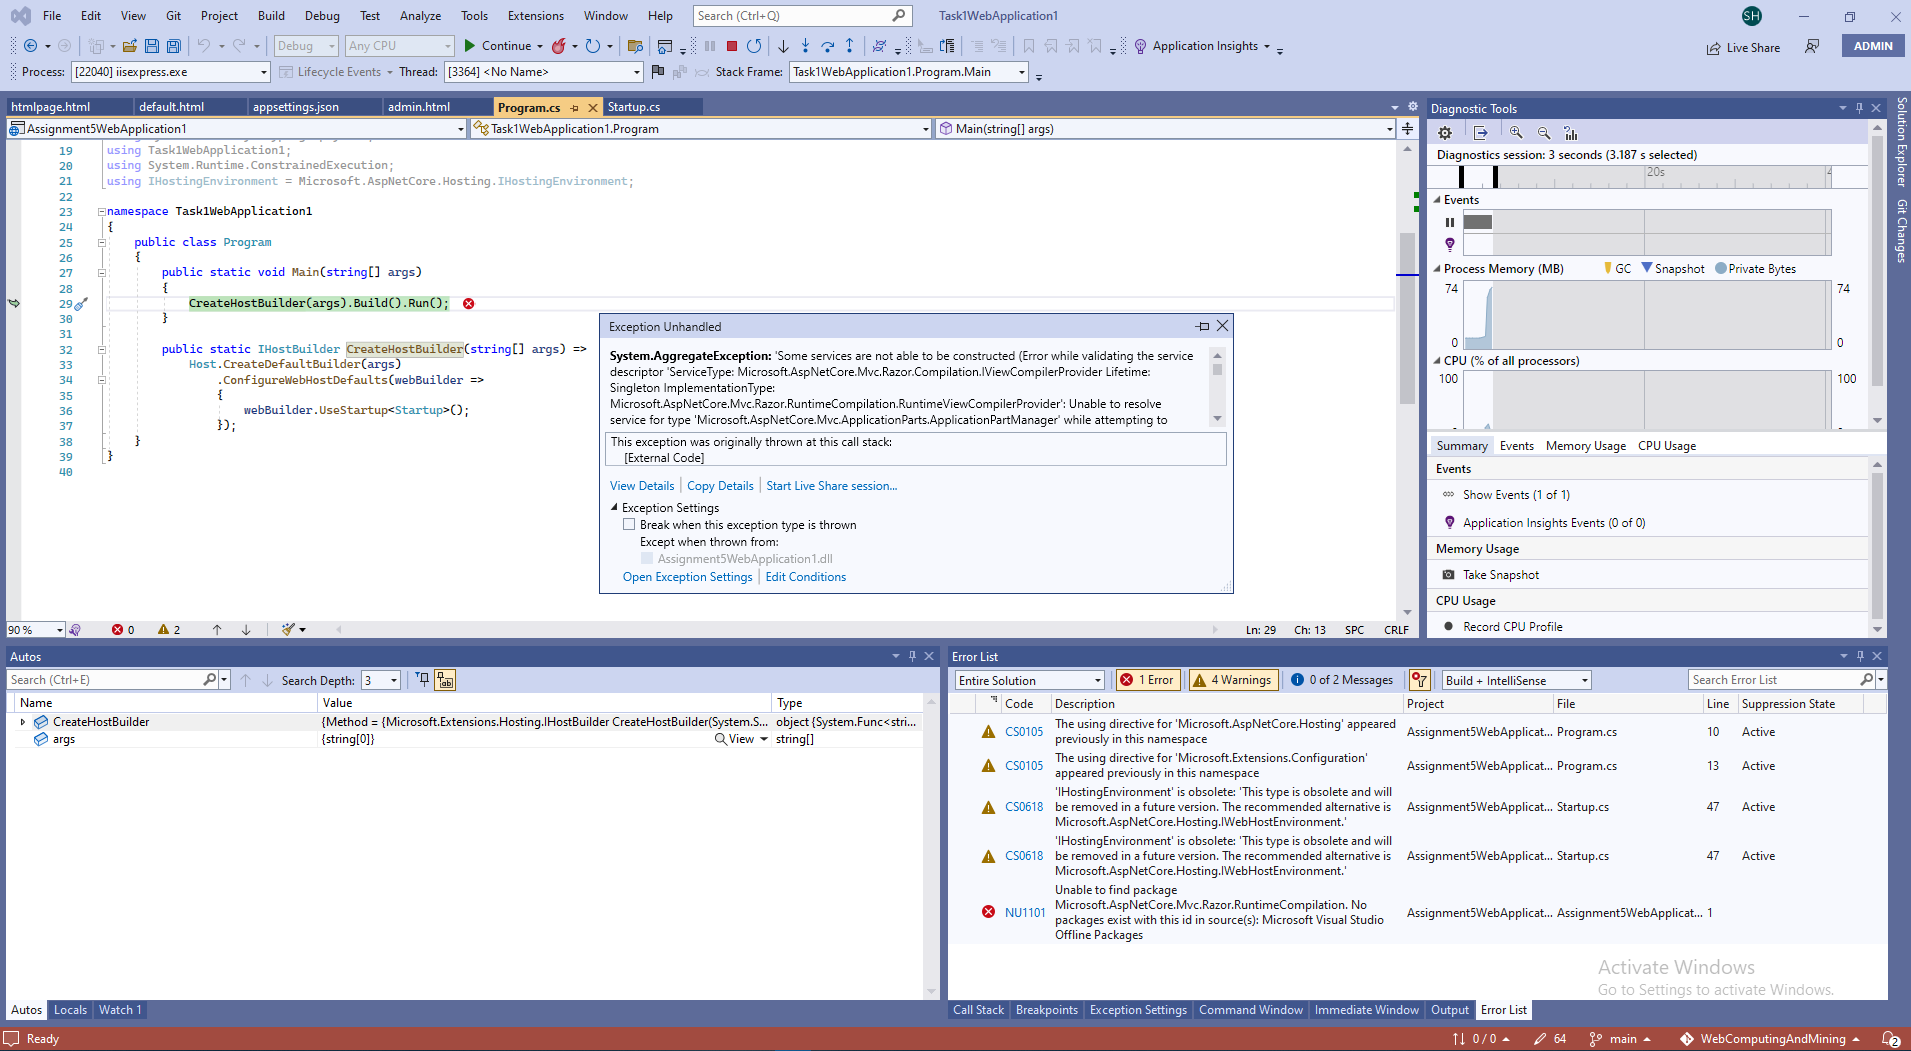 File Edit View Git Project Build Debug Test Analyze Tools Extensions Window Help Search (Ctrl+Q) Task1WebApplication1 SH
Debug Any CPU Continue Application Insights Live Share ADMIN
Process: [22040] iisexpress.exe Lifecycle Events Thread: [3364] <No Name> Stack Frame: Task1WebApplication1.Program.Main
htmlpage.html default.html appsettings.json admin.html Program.cs Startup.cs
Assignment5WebApplication1 Task1WebApplication1.Program Main(string[] args)
19 using Task1WebApplication1;
20 using System.Runtime.ConstrainedExecution;
21 using IHostingEnvironment = Microsoft.AspNetCore.Hosting.IHostingEnvironment;
22
23 namespace Task1WebApplication1
24 {
25 public class Program
26 {
27 public static void Main(string[] args)
28 {
29 CreateHostBuilder(args).Build().Run();
30 }
31
32 public static IHostBuilder CreateHostBuilder(string[] args) =>
33 Host.CreateDefaultBuilder(args)
34 .ConfigureWebHostDefaults(webBuilder =>
35 {
36 webBuilder.UseStartup<Startup>();
37 });
38 }
39 }
40
Exception Unhandled
System.AggregateException: 'Some services are not able to be constructed (Error while validating the service
descriptor 'ServiceType: Microsoft.AspNetCore.Mvc.Razor.Compilation.IViewCompilerProvider Lifetime:
Singleton ImplementationType:
Microsoft.AspNetCore.Mvc.Razor.RuntimeCompilation.RuntimeViewCompilerProvider': Unable to resolve
service for type 'Microsoft.AspNetCore.Mvc.ApplicationParts.ApplicationPartManager' while attempting to
This exception was originally thrown at this call stack:
[External Code]
View Details Copy Details Start Live Share session...
Exception Settings
Break when this exception type is thrown
Except when thrown from:
Assignment5WebApplication1.dll
Open Exception Settings Edit Conditions
90 % 0 2 Ln: 29 Ch: 13 SPC CRLF
Diagnostic Tools
Diagnostics session: 3 seconds (3.187 s selected)
20s
Events
Process Memory (MB) GC Snapshot Private Bytes
74 74
0 0
CPU (% of all processors)
100 100
Summary Events Memory Usage CPU Usage
Events
Show Events (1 of 1)
Application Insights Events (0 of 0)
Memory Usage
Take Snapshot
CPU Usage
Record CPU Profile
Solution Explorer
Git Changes
Autos
Search (Ctrl+E) Search Depth: 3
Name Value Type
CreateHostBuilder {Method = {Microsoft.Extensions.Hosting.IHostBuilder CreateHostBuilder(System.S... object {System.Func<stri...
args {string[0]} View string[]
Autos Locals Watch 1
Error List
Entire Solution 1 Error 4 Warnings 0 of 2 Messages Build + IntelliSense Search Error List
Code Description Project File Line Suppression State
CS0105 The using directive for 'Microsoft.AspNetCore.Hosting' appeared
previously in this namespace Assignment5WebApplicat... Program.cs 10 Active
CS0105 The using directive for 'Microsoft.Extensions.Configuration'
appeared previously in this namespace Assignment5WebApplicat... Program.cs 13 Active
'IHostingEnvironment' is obsolete: 'This type is obsolete and will
CS0618 be removed in a future version. The recommended alternative is Assignment5WebApplicat... Startup.cs 47 Active
Microsoft.AspNetCore.Hosting.IWebHostEnvironment.'
'IHostingEnvironment' is obsolete: 'This type is obsolete and will
CS0618 be removed in a future version. The recommended alternative is Assignment5WebApplicat... Startup.cs 47 Active
Microsoft.AspNetCore.Hosting.IWebHostEnvironment.'
Unable to find package
NU1101 Microsoft.AspNetCore.Mvc.Razor.RuntimeCompilation. No Assignment5WebApplicat... Assignment5WebApplicat... 1
packages exist with this id in source(s): Microsoft Visual Studio
Offline Packages
Activate Windows
Go to Settings to activate Windows.
Call Stack Breakpoints Exception Settings Command Window Immediate Window Output Error List
Ready 0 / 0 64 main WebComputingAndMining 2